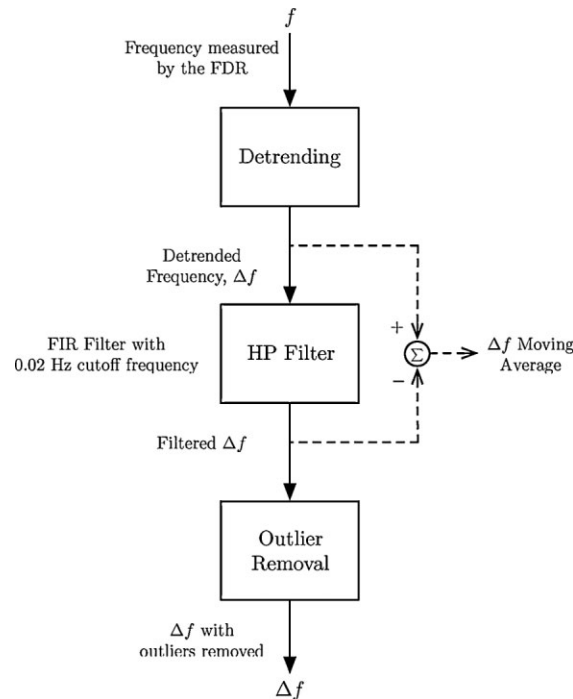 f
Frequency measured
by the FDR
Detrending
Detrended
Frequency, Δf
FIR Filter with
0.02 Hz cutoff frequency
HP Filter
+
Σ
−
Δf Moving
Average
Filtered Δf
Outlier
Removal
Δf with
outliers removed
Δf